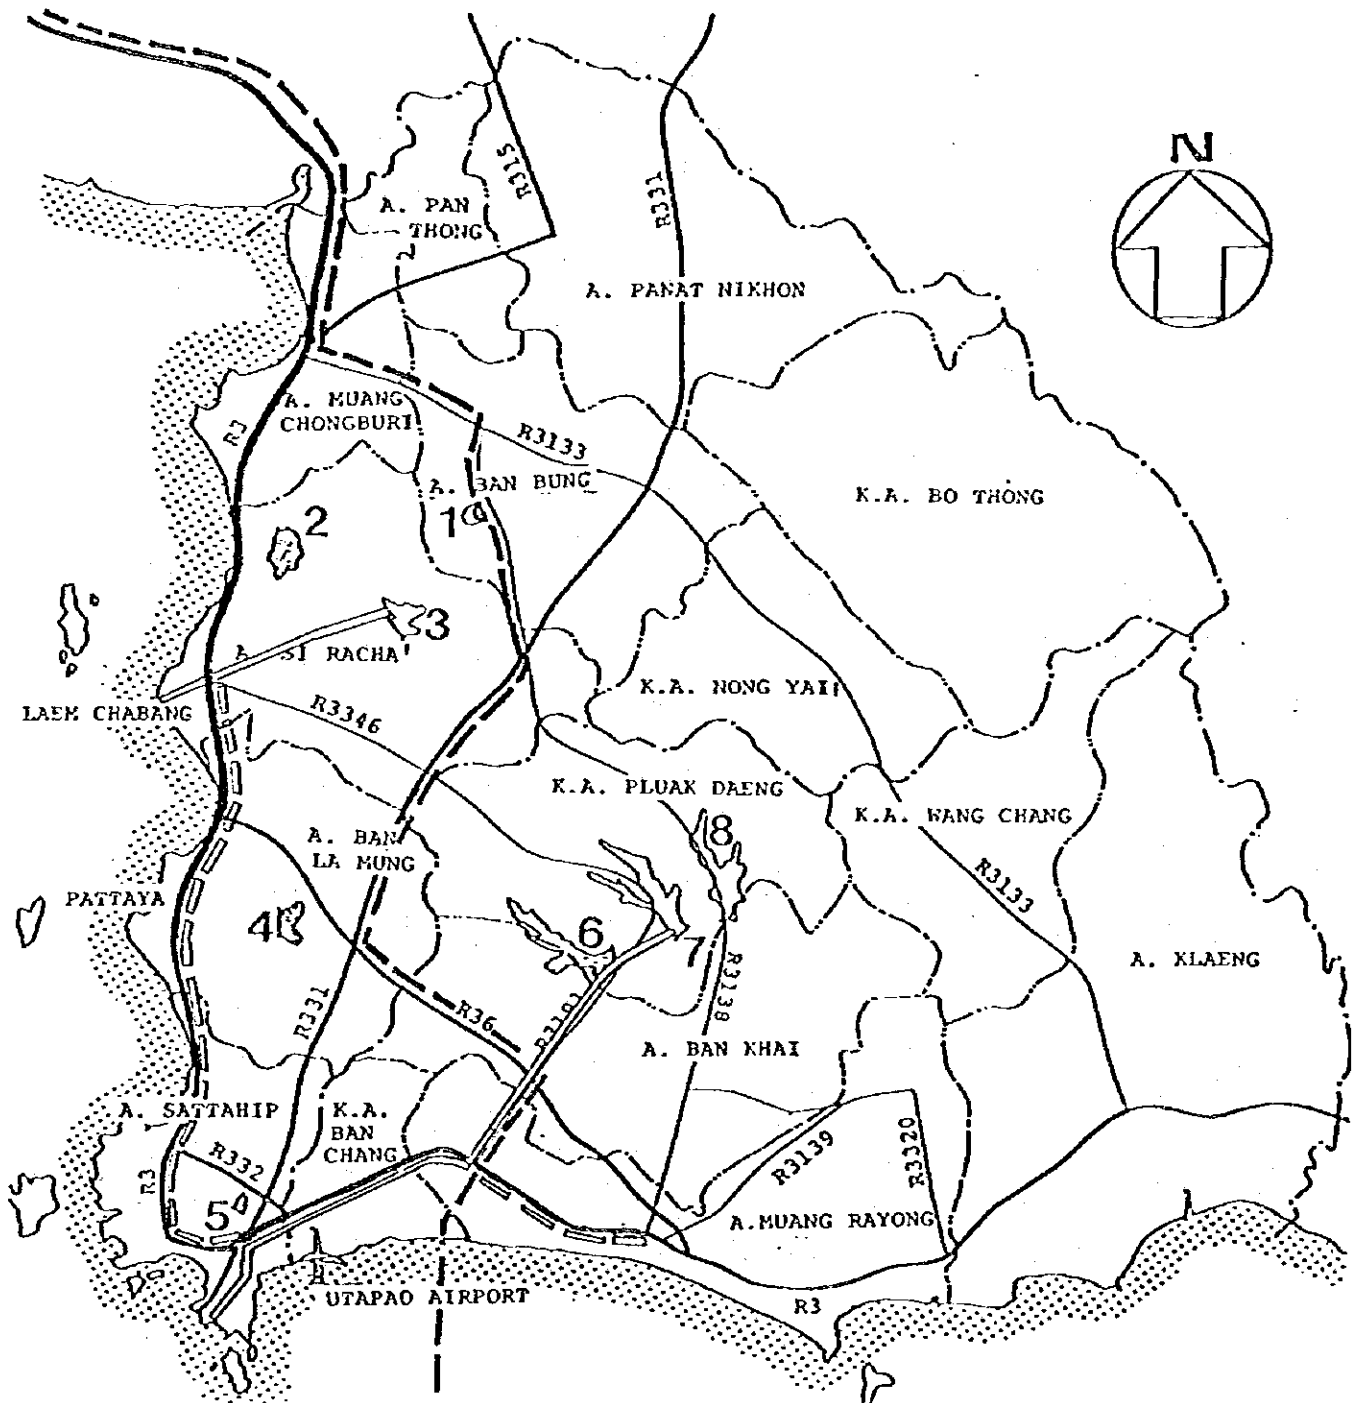 N
R3115
R331
A. PAN
THONG
A. PANAT NIKHON
A. MUANG
CHONGBURI
R3
R3133
A. BAN BUNG
K.A. BO THONG
1
2
3
A. SI RACHA
K.A. NONG YAI
LAEM CHABANG
R3346
K.A. PLUAK DAENG
K.A. WANG CHANG
8
A. BAN
LA MUNG
R3133
PATTAYA
4
6
7
A. KLAENG
R3138
R331
R36
R3191
A. BAN KHAI
A. SATTAHIP
K.A.
BAN
CHANG
R332
R3
R3139
R3320
5
A.MUANG RAYONG
UTAPAO AIRPORT
R3